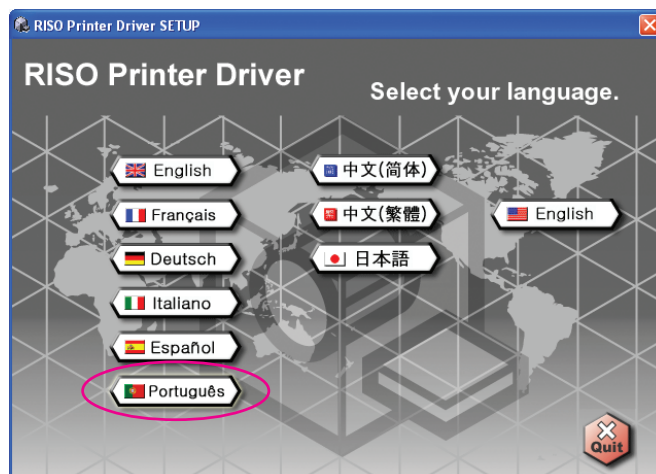 RISO Printer Driver SETUP
RISO Printer Driver
Select your language.
English
Français
Deutsch
Italiano
Español
Português
中文(简体)
中文(繁體)
日本語
English
Quit